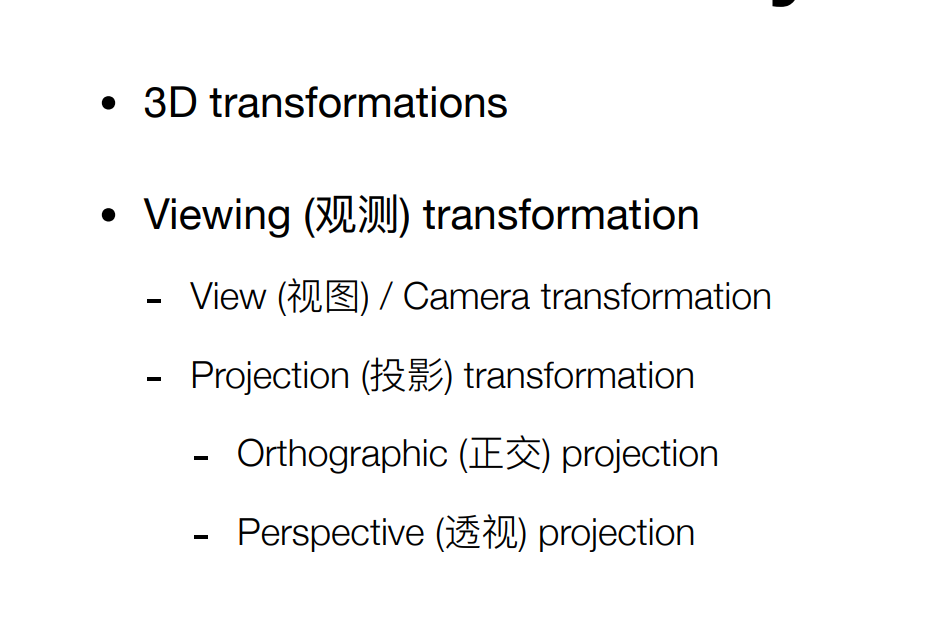 • 3D transformations
• Viewing (观测) transformation
- View (视图) / Camera transformation
- Projection (投影) transformation
- Orthographic (正交) projection
- Perspective (透视) projection